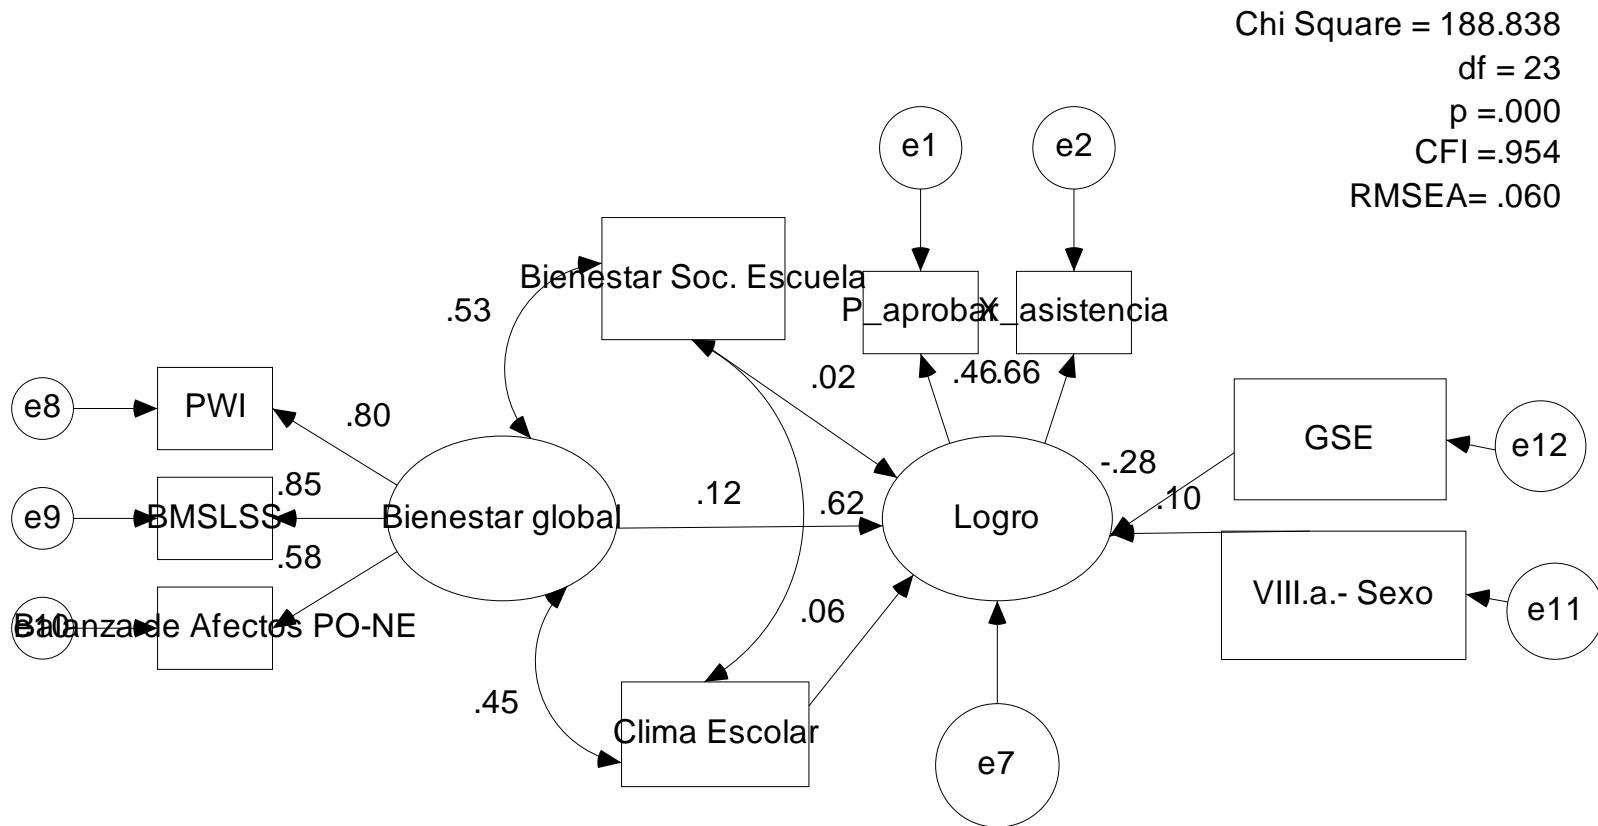 Chi Square = 188.838
df = 23
p =.000
CFI =.954
RMSEA= .060
e1
e2
Bienestar Soc. Escuela
P_aprobar
X_asistencia
.53
.02
.46
.66
e8
PWI
.80
GSE
e12
-.28
.10
.85
.12
.62
e9
BMSLSS
Bienestar global
Logro
.58
VIII.a.- Sexo
e11
e10
Balanza de Afectos PO-NE
.06
.45
Clima Escolar
e7